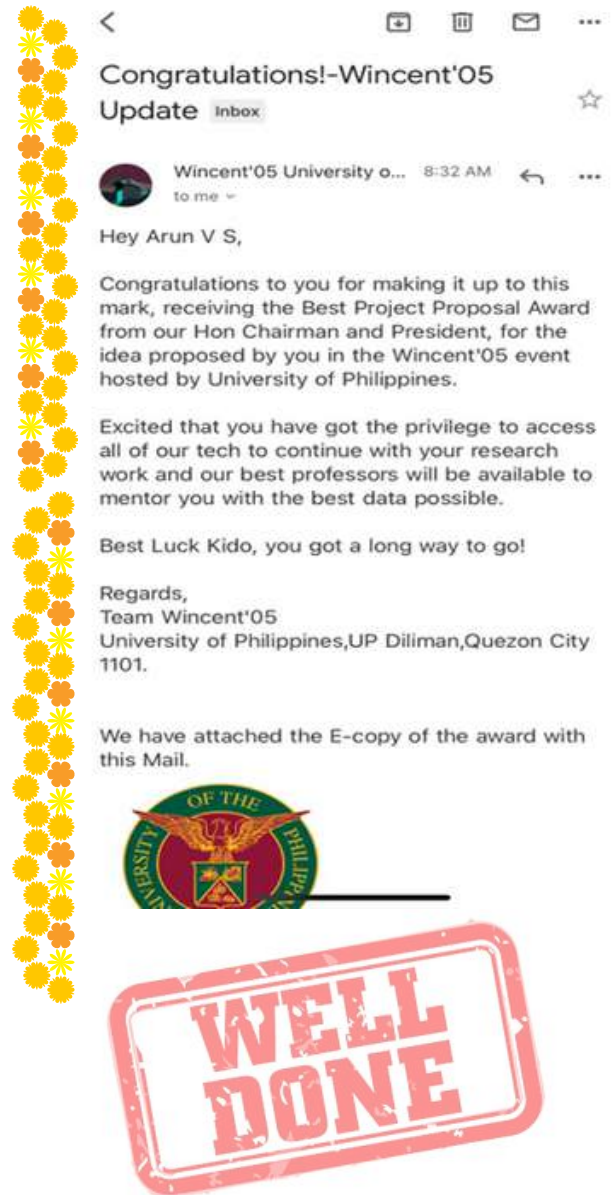 Congratulations!-Wincent'05
Update Inbox
Wincent'05 University o... 8:32 AM
to me
Hey Arun V S,
Congratulations to you for making it up to this
mark, receiving the Best Project Proposal Award
from our Hon Chairman and President, for the
idea proposed by you in the Wincent'05 event
hosted by University of Philippines.
Excited that you have got the privilege to access
all of our tech to continue with your research
work and our best professors will be available to
mentor you with the best data possible.
Best Luck Kido, you got a long way to go!
Regards,
Team Wincent'05
University of Philippines,UP Diliman,Quezon City
1101.
We have attached the E-copy of the award with
this Mail.
UNIVERSITY OF THE PHILIPPINE
WELL
DONE